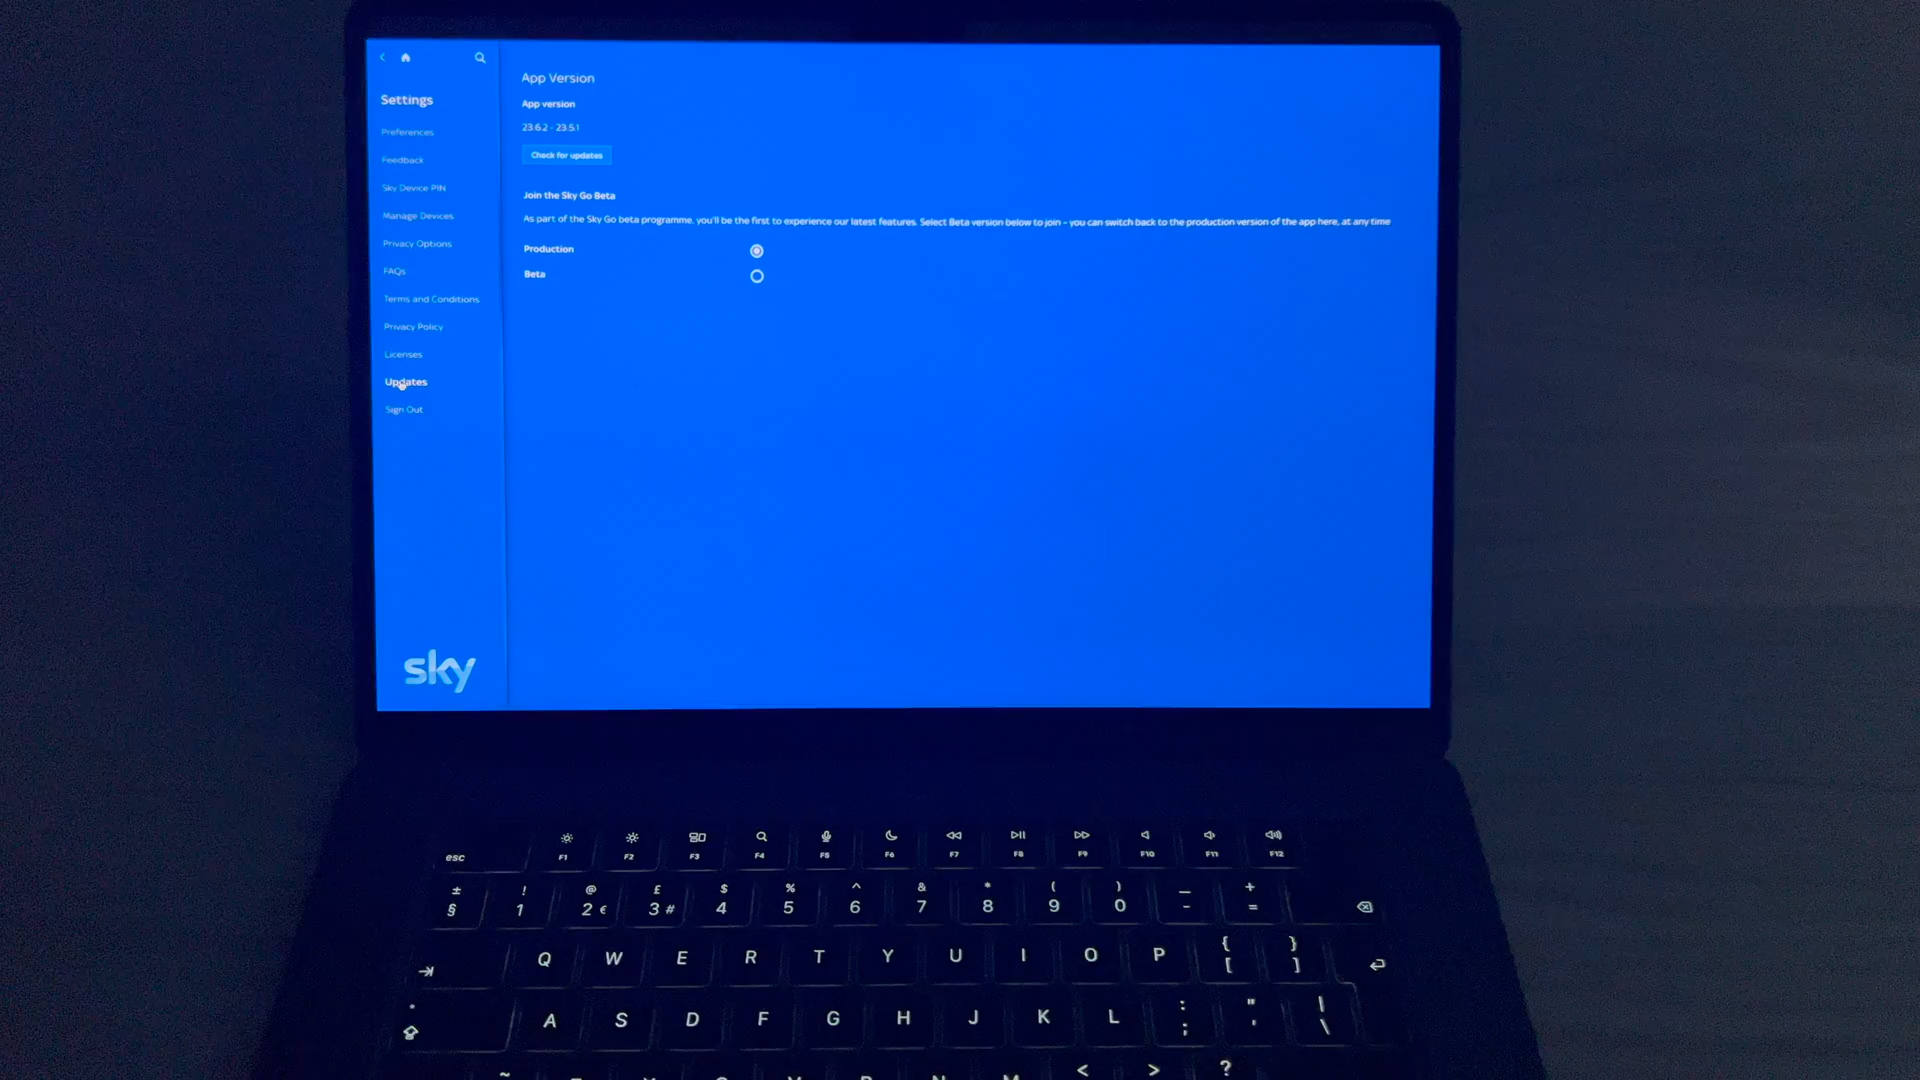 Settings
Preferences
Feedback
Sky Device PIN
Manage Devices
Privacy Options
FAQs
Terms and Conditions
Privacy Policy
Licenses
Updates
Sign Out
sky
App Version
App version
23.6.2 - 23.5.1
Check for updates
Join the Sky Go Beta
As part of the Sky Go beta programme, you'll be the first to experience our latest features. Select Beta version below to join - you can switch back to the production version of the app here, at any time
Production
Beta
esc F1 F2 F3 F4 F5 F6 F7 F8 F9 F10 F11 F12
± ! @ £ $ % ^ & * ( ) _ +
§ 1 2 € 3 # 4 5 6 7 8 9 0 - =
Q W E R T Y U I O P { [ } ]
A S D F G H J K L : ; " ' | \
~ < > ?